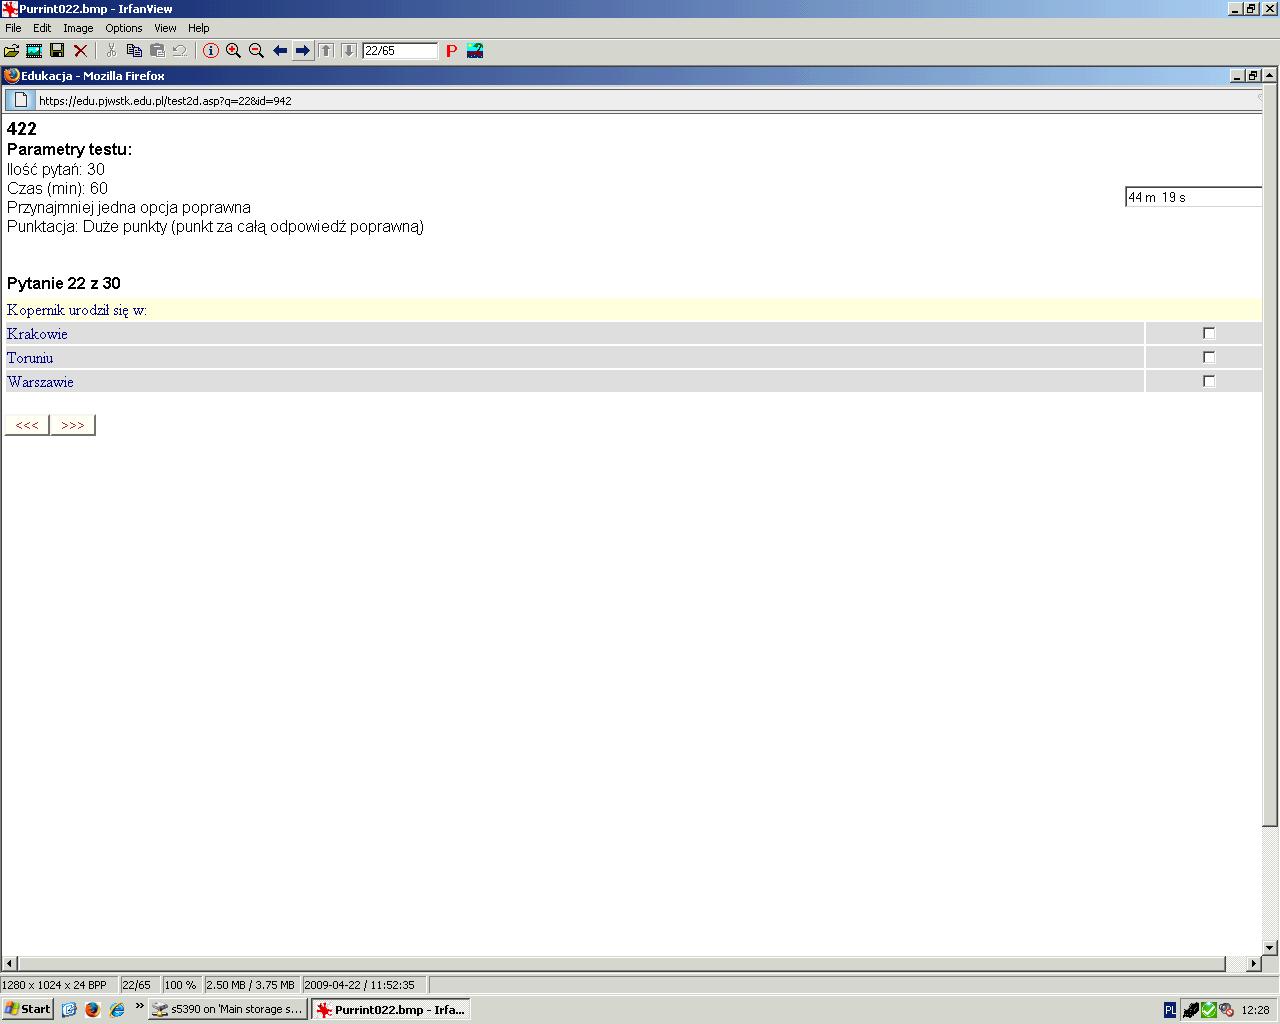 Purrint022.bmp - IrfanView
File Edit Image Options View Help
22/65
Edukacja - Mozilla Firefox
https://edu.pjwstk.edu.pl/test2d.asp?q=22&id=942
422
Parametry testu:
Ilość pytań: 30
Czas (min): 60
44 m 19 s
Przynajmniej jedna opcja poprawna
Punktacja: Duże punkty (punkt za całą odpowiedź poprawną)
Pytanie 22 z 30
Kopernik urodził się w:
Krakowie
Toruniu
Warszawie
<<< >>>
1280 x 1024 x 24 BPP 22/65 100 % 2.50 MB / 3.75 MB 2009-04-22 / 11:52:35
Start » s5390 on 'Main storage s... Purrint022.bmp - Irfa... PL 12:28